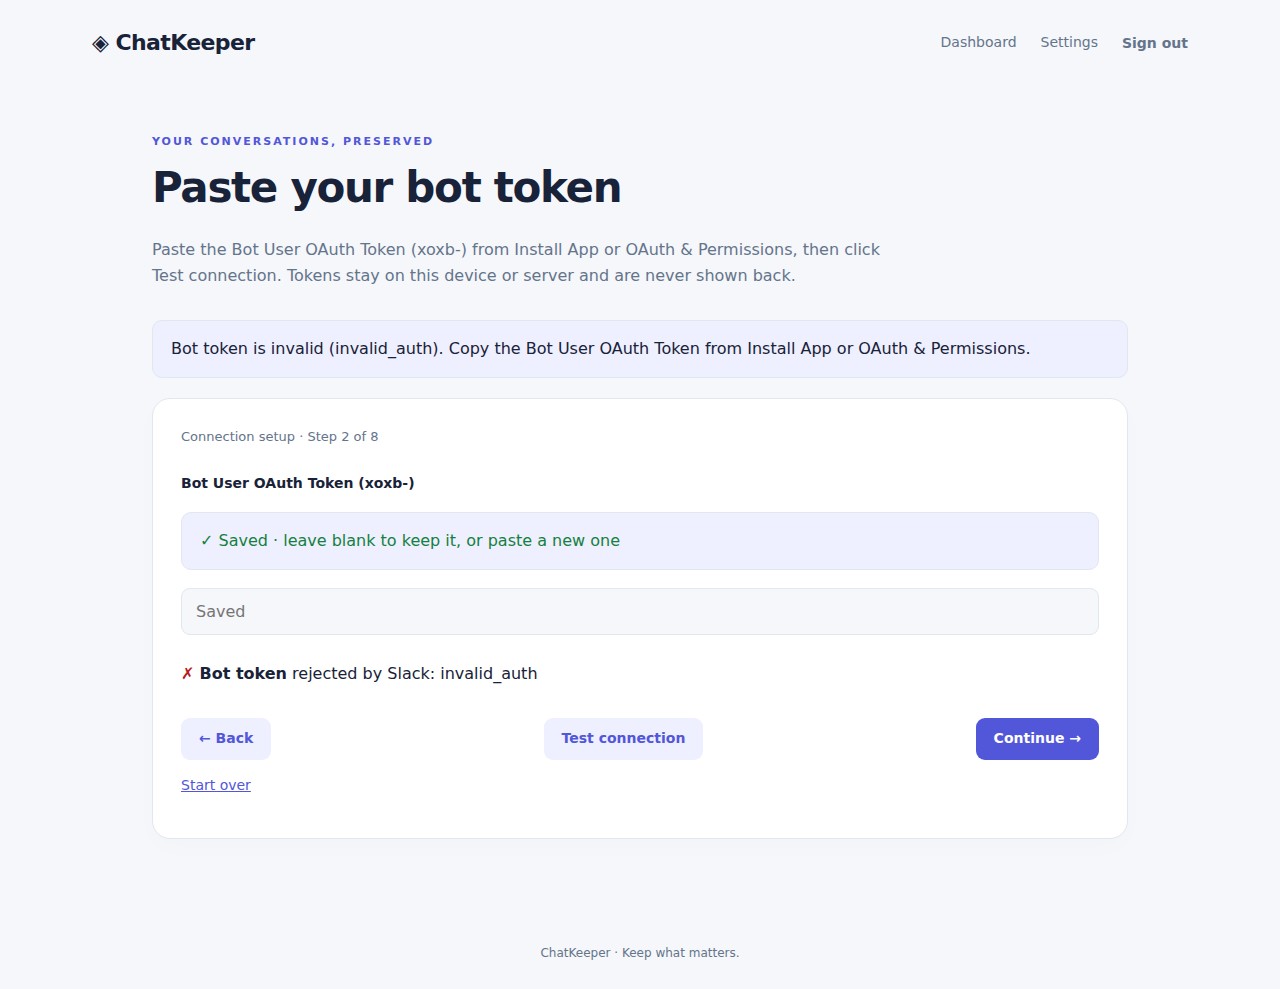 ◈ ChatKeeper
Dashboard Settings Sign out
YOUR CONVERSATIONS, PRESERVED
Paste your bot token
Paste the Bot User OAuth Token (xoxb-) from Install App or OAuth & Permissions, then click
Test connection. Tokens stay on this device or server and are never shown back.
Bot token is invalid (invalid_auth). Copy the Bot User OAuth Token from Install App or OAuth & Permissions.
Connection setup · Step 2 of 8
Bot User OAuth Token (xoxb-)
✓ Saved · leave blank to keep it, or paste a new one
Saved
✗ Bot token rejected by Slack: invalid_auth
← Back Test connection Continue →
Start over
ChatKeeper · Keep what matters.